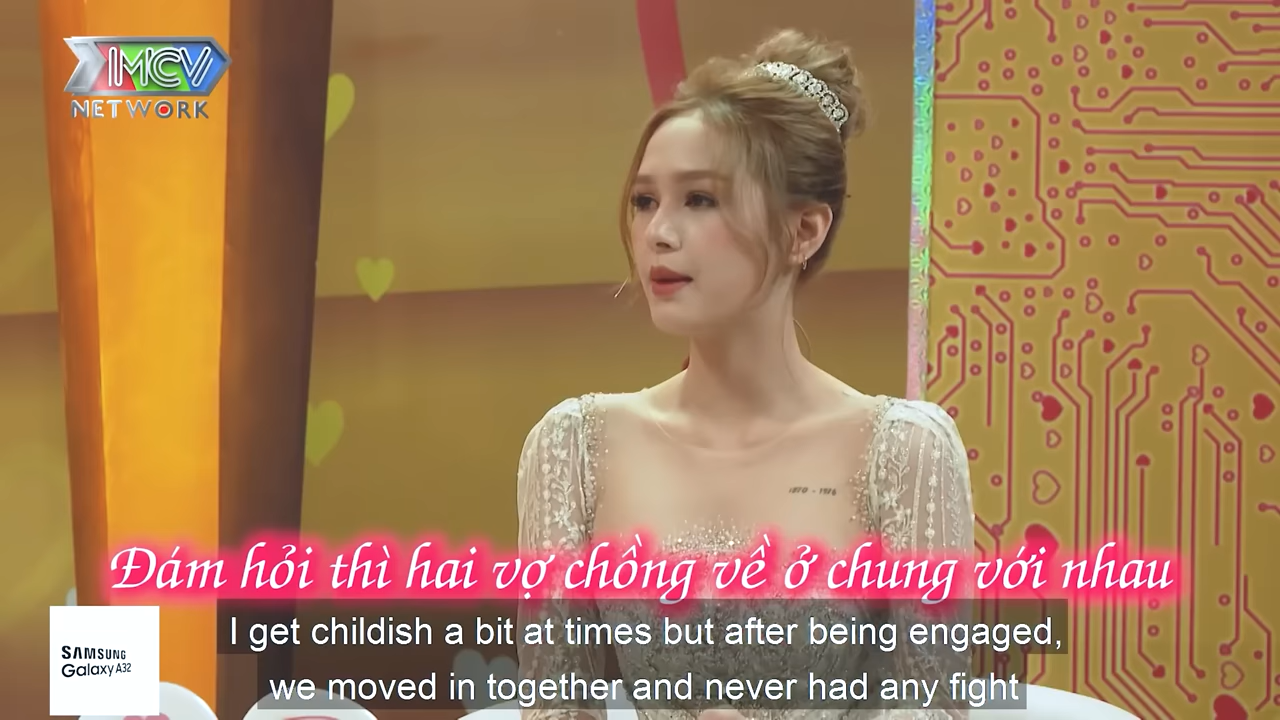 MCV
NETWORK
Đám hỏi thì hai vợ chồng về ở chung với nhau
I get childish a bit at times but after being engaged,
we moved in together and never had any fight
SAMSUNG
Galaxy A32